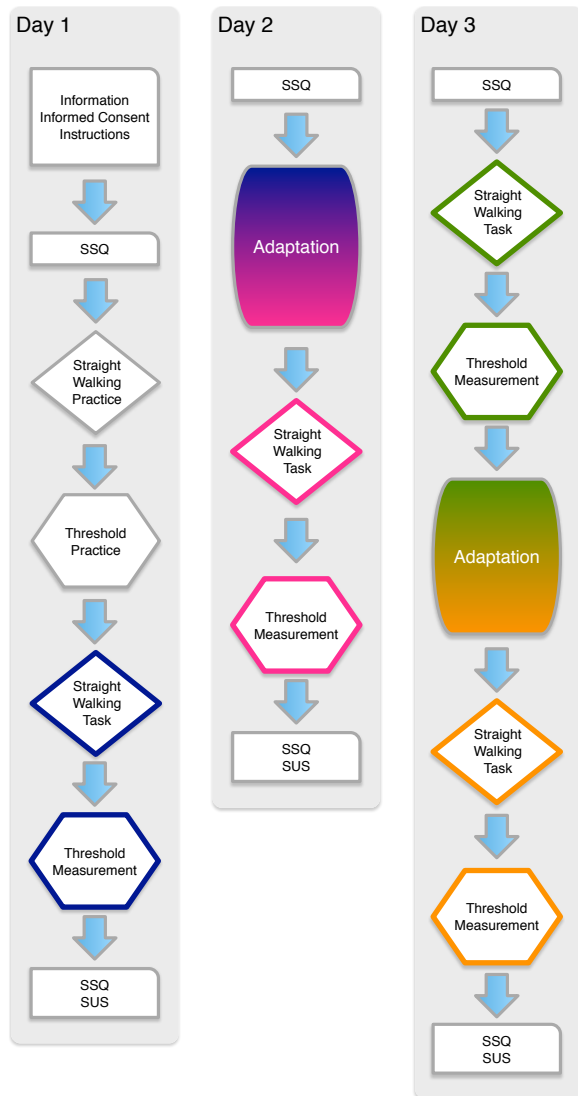 Day 1
Information
Informed Consent
Instructions
SSQ
Straight
Walking
Practice
Threshold
Practice
Straight
Walking
Task
Threshold
Measurement
SSQ
SUS
Day 2
SSQ
Adaptation
Straight
Walking
Task
Threshold
Measurement
SSQ
SUS
Day 3
SSQ
Straight
Walking
Task
Threshold
Measurement
Adaptation
Straight
Walking
Task
Threshold
Measurement
SSQ
SUS